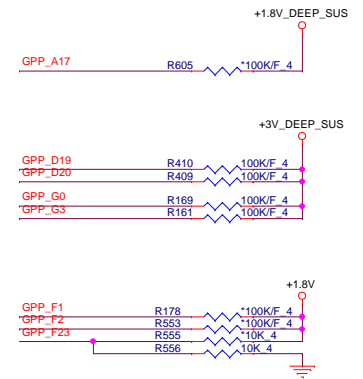 +1.8V_DEEP_SUS
GPP_A17 R605 *100K/F_4
+3V_DEEP_SUS
GPP_D19 R410 100K/F_4
GPP_D20 R409 100K/F_4
GPP_G0 R169 100K/F_4
GPP_G3 R161 100K/F_4
+1.8V
GPP_F1 R178 *100K/F_4
GPP_F2 R553 *100K/F_4
GPP_F23 R555 *10K_4
R556 10K_4